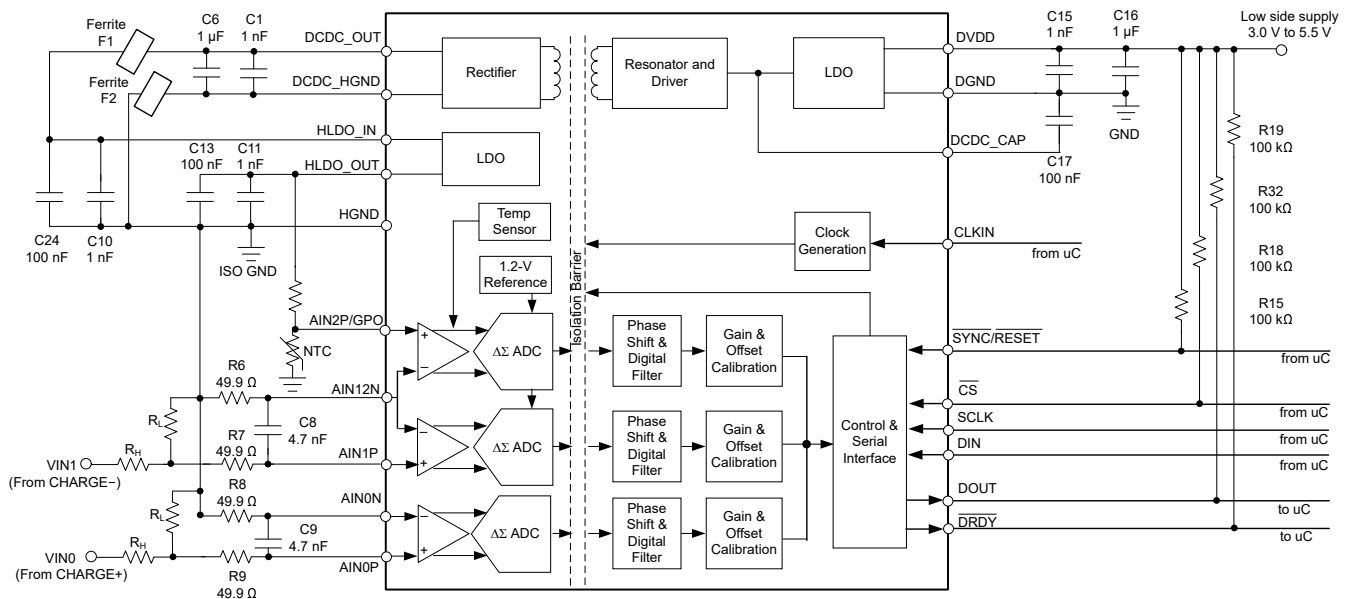 Ferrite
F1
C6
1 µF
C1
1 nF
DCDC_OUT
Ferrite
F2
DCDC_HGND
HLDO_IN
C13
100 nF
C11
1 nF
HLDO_OUT
HGND
C24
100 nF
C10
1 nF
ISO GND
Rectifier
LDO
Temp
Sensor
1.2-V
Reference
Isolation Barrier
Resonator and
Driver
LDO
DVDD
DGND
DCDC_CAP
C15
1 nF
C16
1 µF
Low side supply
3.0 V to 5.5 V
GND
C17
100 nF
R19
100 kΩ
R32
100 kΩ
R18
100 kΩ
R15
100 kΩ
Clock
Generation
CLKIN
from uC
AIN2P/GPO
NTC
R6
49.9 Ω
AIN12N
C8
4.7 nF
RL
R7
49.9 Ω
AIN1P
RH
VIN1
(From CHARGE−)
R8
49.9 Ω
AIN0N
RL
C9
4.7 nF
RH
VIN0
(From CHARGE+)
R9
49.9 Ω
AIN0P
+
−
ΔΣ ADC
−
+
ΔΣ ADC
−
+
ΔΣ ADC
Phase
Shift &
Digital
Filter
Gain &
Offset
Calibration
Phase
Shift &
Digital
Filter
Gain &
Offset
Calibration
Phase
Shift &
Digital
Filter
Gain &
Offset
Calibration
Control &
Serial
Interface
SYNC/RESET
from uC
CS
from uC
SCLK
from uC
DIN
from uC
DOUT
to uC
DRDY
to uC